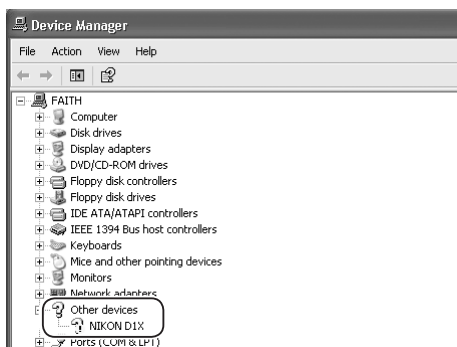 Device Manager
File Action View Help
FAITH
Computer
Disk drives
Display adapters
DVD/CD-ROM drives
Floppy disk controllers
Floppy disk drives
IDE ATA/ATAPI controllers
IEEE 1394 Bus host controllers
Keyboards
Mice and other pointing devices
Monitors
Network adapters
Other devices
NIKON D1X
Ports (COM & LPT)